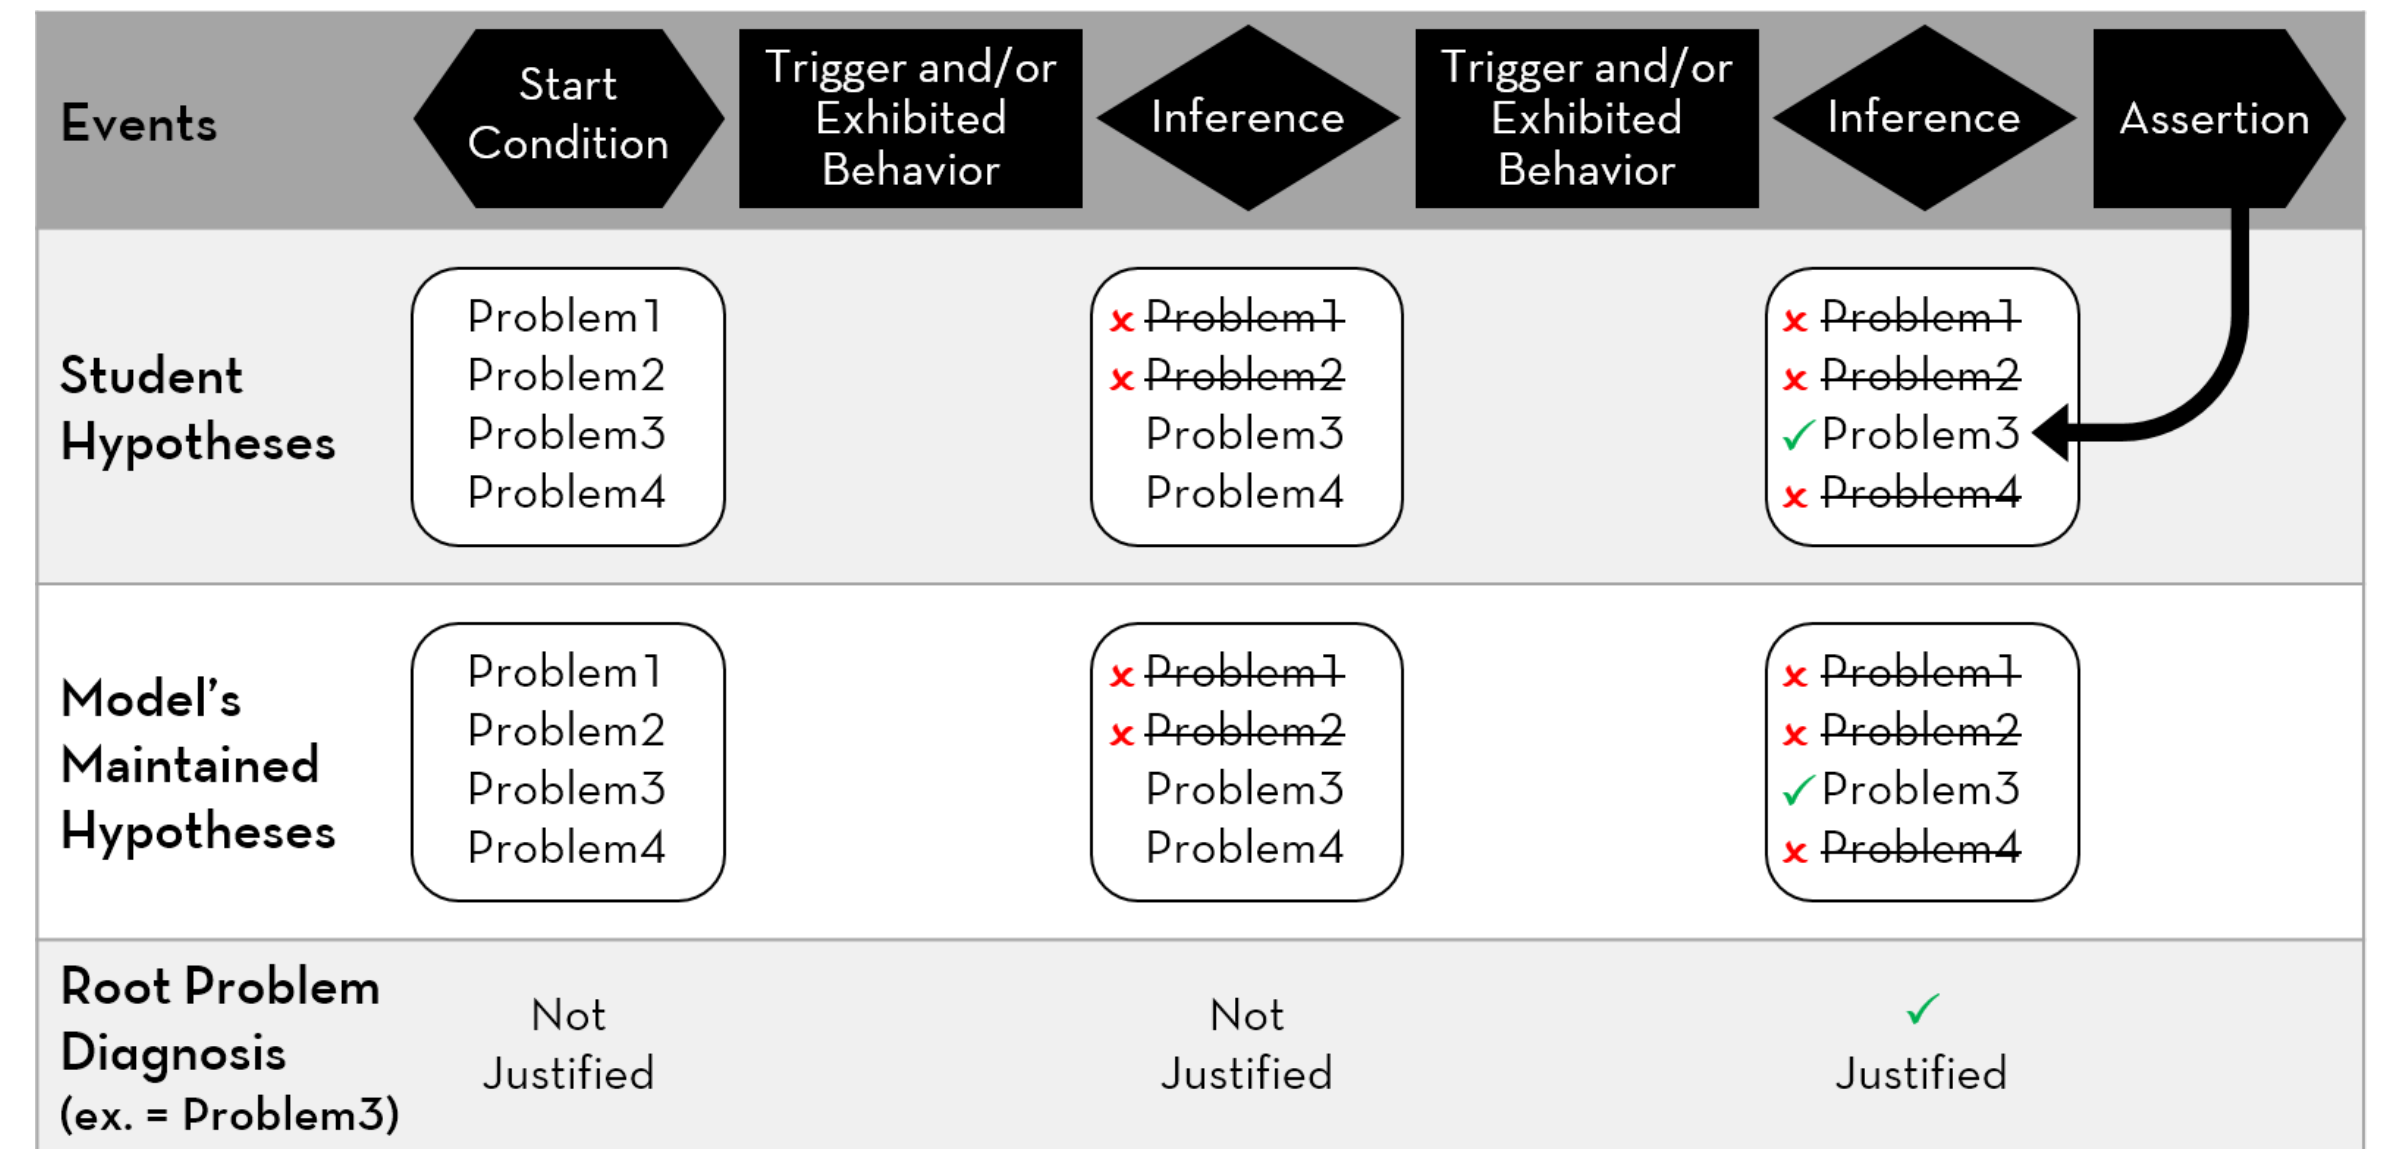 Events
Start
Condition
Trigger and/or
Exhibited
Behavior
Inference
Trigger and/or
Exhibited
Behavior
Inference
Assertion
Student
Hypotheses
Problem1
Problem2
Problem3
Problem4
✗ Problem1
✗ Problem2
Problem3
Problem4
✗ Problem1
✗ Problem2
✓ Problem3
✗ Problem4
Model's
Maintained
Hypotheses
Problem1
Problem2
Problem3
Problem4
✗ Problem1
✗ Problem2
Problem3
Problem4
✗ Problem1
✗ Problem2
✓ Problem3
✗ Problem4
Root Problem
Diagnosis
(ex. = Problem3)
Not
Justified
Not
Justified
✓
Justified